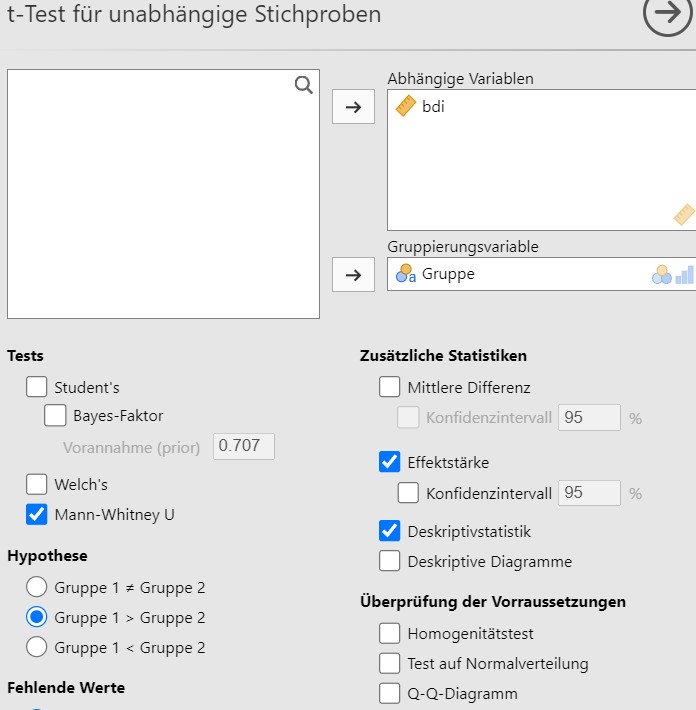 t-Test für unabhängige Stichproben
Abhängige Variablen
bdi
Gruppierungsvariable
a Gruppe
Tests
Student's
Bayes-Faktor
Vorannahme (prior) 0.707
Welch's
Mann-Whitney U
Hypothese
Gruppe 1 ≠ Gruppe 2
Gruppe 1 > Gruppe 2
Gruppe 1 < Gruppe 2
Fehlende Werte
Zusätzliche Statistiken
Mittlere Differenz
Konfidenzintervall 95 %
Effektstärke
Konfidenzintervall 95 %
Deskriptivstatistik
Deskriptive Diagramme
Überprüfung der Vorraussetzungen
Homogenitätstest
Test auf Normalverteilung
Q-Q-Diagramm